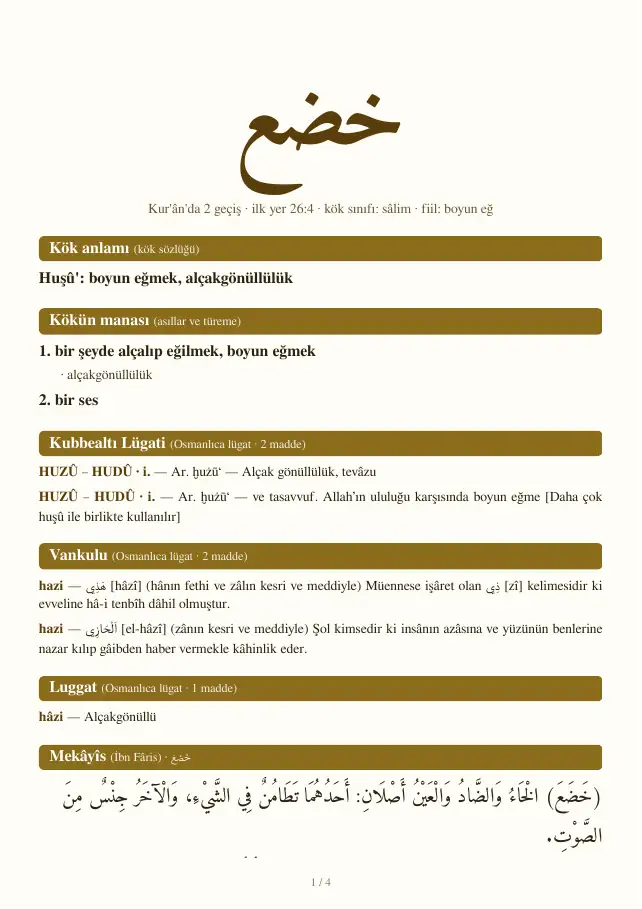 خضع
Kur'ân'da 2 geçiş · ilk yer 26:4 · kök sınıfı: sâlim · fiil: boyun eğ
Kök anlamı (kök sözlüğü)
Huşû': boyun eğmek, alçakgönüllülük
Kökün manası (asıllar ve türeme)
1. bir şeyde alçalıp eğilmek, boyun eğmek
· alçakgönüllülük
2. bir ses
Kubbealtı Lügati (Osmanlıca lügat · 2 madde)
HUZÛ – HUDÛ · i. — Ar. ḫużūʻ — Alçak gönüllülük, tevâzu
HUZÛ – HUDÛ · i. — Ar. ḫużūʻ — ve tasavvuf. Allah'ın ululuğu karşısında boyun eğme [Daha çok
huşû ile birlikte kullanılır]
Vankulu (Osmanlıca lügat · 2 madde)
hazi — هَذِي [hâzî] (hânın fethi ve zâlın kesri ve meddiyle) Müennese işâret olan ذِي [zî] kelimesidir ki
evveline hâ-i tenbîh dâhil olmuştur.
hazi — اَلْحَازِي [el-hâzî] (zânın kesri ve meddiyle) Şol kimsedir ki insânın azâsına ve yüzünün benlerine
nazar kılıp gâibden haber vermekle kâhinlik eder.
Luggat (Osmanlıca lügat · 1 madde)
hâzi — Alçakgönüllü
Mekâyîs (İbn Fâris) · خضع
(خَضَعَ) الْخَاءُ وَالضَّادُ وَالْعَيْنُ أَصْلَانِ: أَحَدُهُمَا تَطَامُنٌ فِي الشَّيْءِ، وَالْآخَرُ جِنْسٌ مِنَ
الصَّوْتِ.
1 / 4